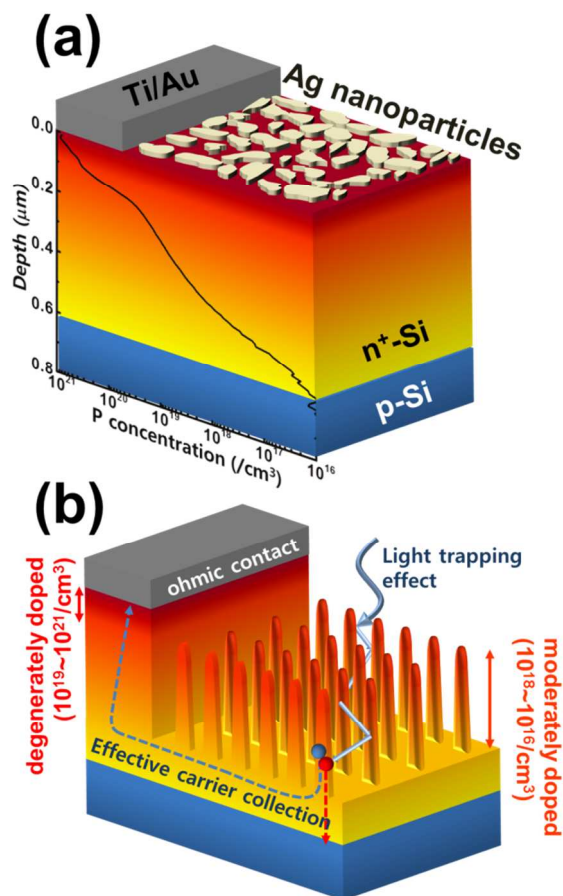 (a)
Ti/Au
Ag nanoparticles
0.0
0.2
0.4
0.6
0.8
Depth (μm)
10²¹
10²⁰
10¹⁹
10¹⁸
10¹⁷
10¹⁶
P concentration (/cm³)
n⁺-Si
p-Si
(b)
ohmic contact
Light trapping
effect
degenerately doped
(10¹⁹~10²¹/cm³)
moderately doped
(10¹⁸~10¹⁶/cm³)
Effective carrier collection